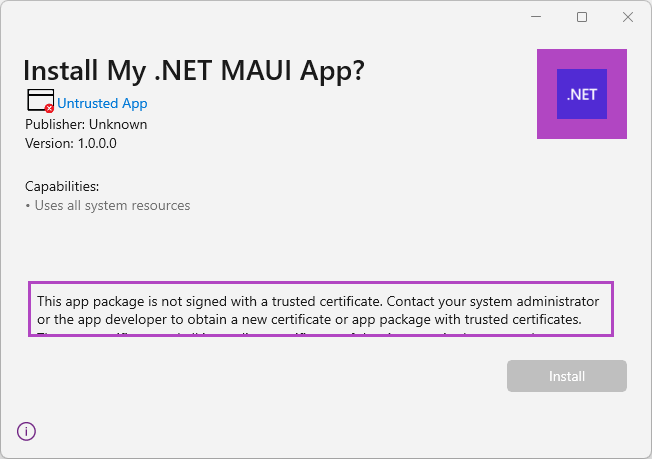 Install My .NET MAUI App?
.NET
Untrusted App
Publisher: Unknown
Version: 1.0.0.0
Capabilities:
• Uses all system resources
This app package is not signed with a trusted certificate. Contact your system administrator
or the app developer to obtain a new certificate or app package with trusted certificates.
Install